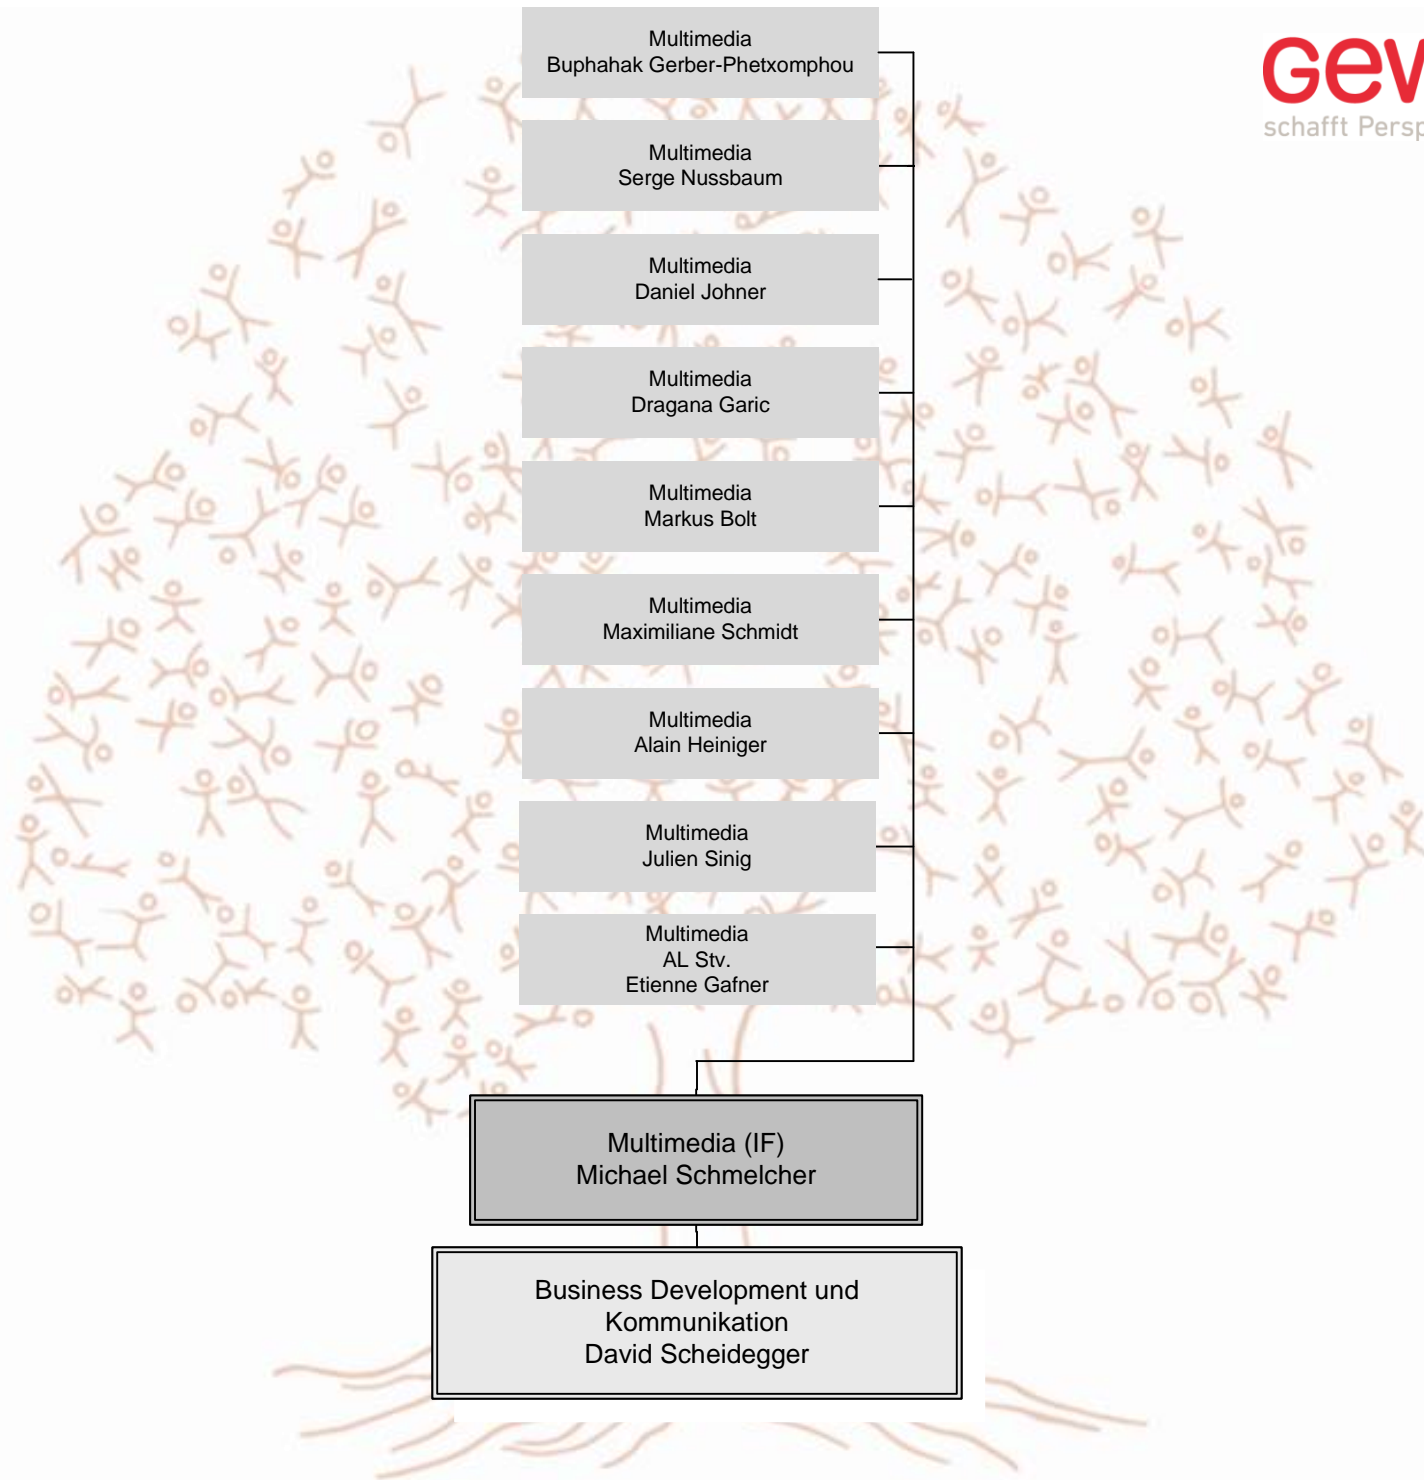 Multimedia
Buphahak Gerber-Phetxomphou
Multimedia
Serge Nussbaum
Multimedia
Daniel Johner
Multimedia
Dragana Garic
Multimedia
Markus Bolt
Multimedia
Maximiliane Schmidt
Multimedia
Alain Heiniger
Multimedia
Julien Sinig
Multimedia
AL Stv.
Etienne Gafner
Multimedia (IF)
Michael Schmelcher
Business Development und
Kommunikation
David Scheidegger
schafft